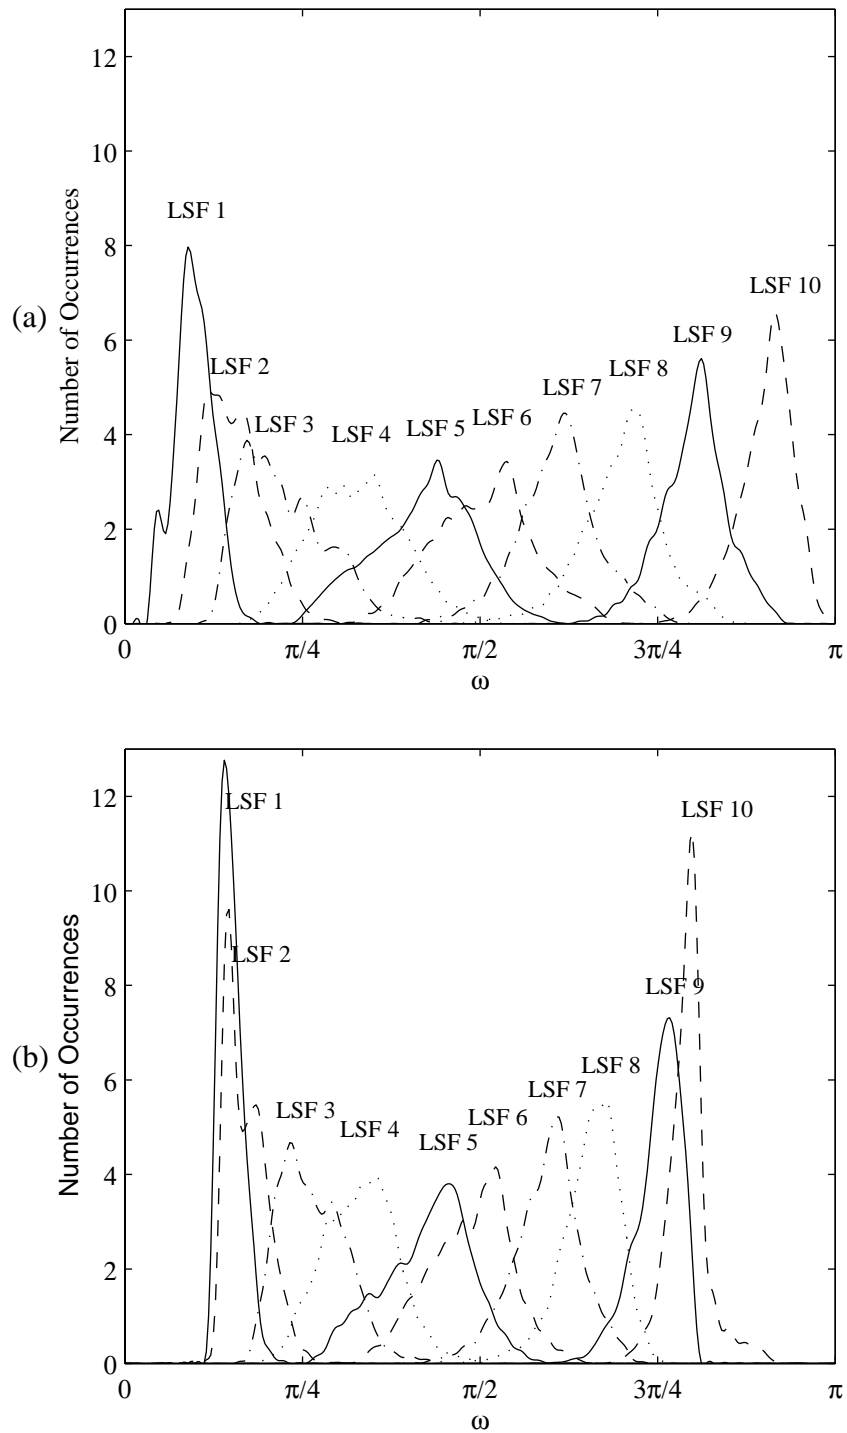 12
10
8
6
4
2
0
Number of Occurrences
(a)
LSF 1
LSF 2
LSF 3
LSF 4
LSF 5
LSF 6
LSF 7
LSF 8
LSF 9
LSF 10
0 π/4 π/2 3π/4 π
ω
12
10
8
6
4
2
0
Number of Occurrences
(b)
LSF 1
LSF 2
LSF 3
LSF 4
LSF 5
LSF 6
LSF 7
LSF 8
LSF 9
LSF 10
0 π/4 π/2 3π/4 π
ω